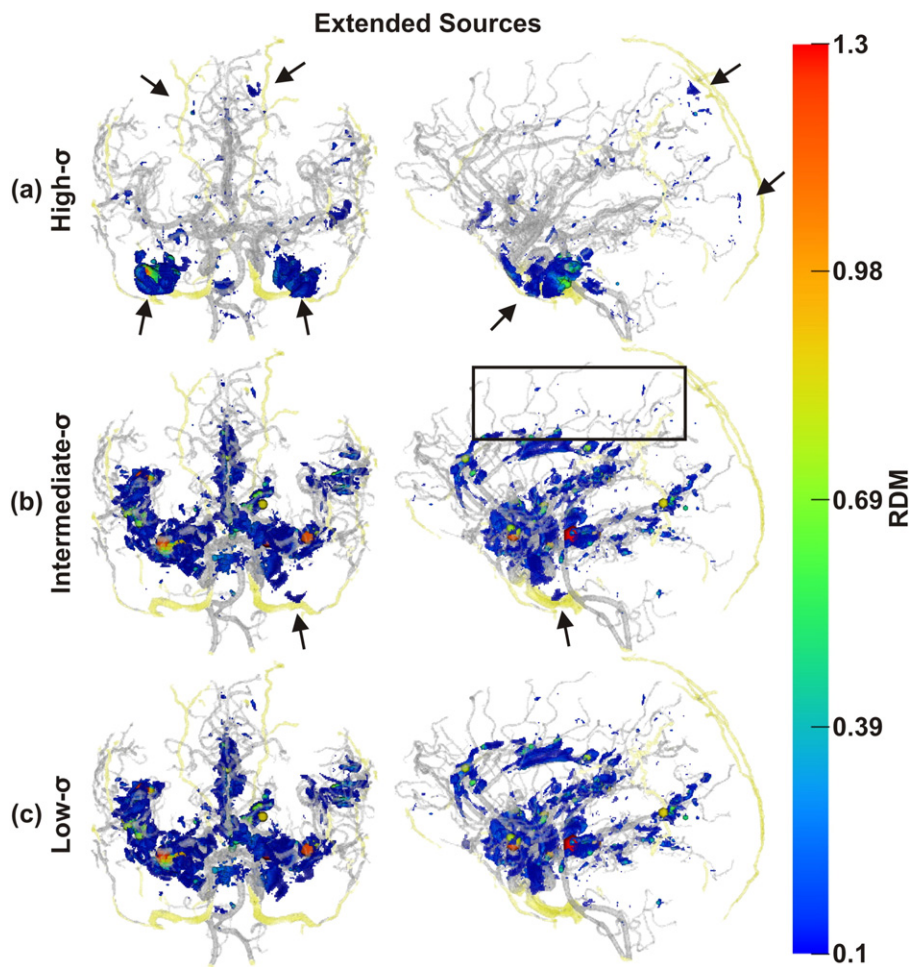 Extended Sources
(a)
High-σ
(b)
Intermediate-σ
(c)
Low-σ
1.3
0.98
0.69
0.39
0.1
RDM